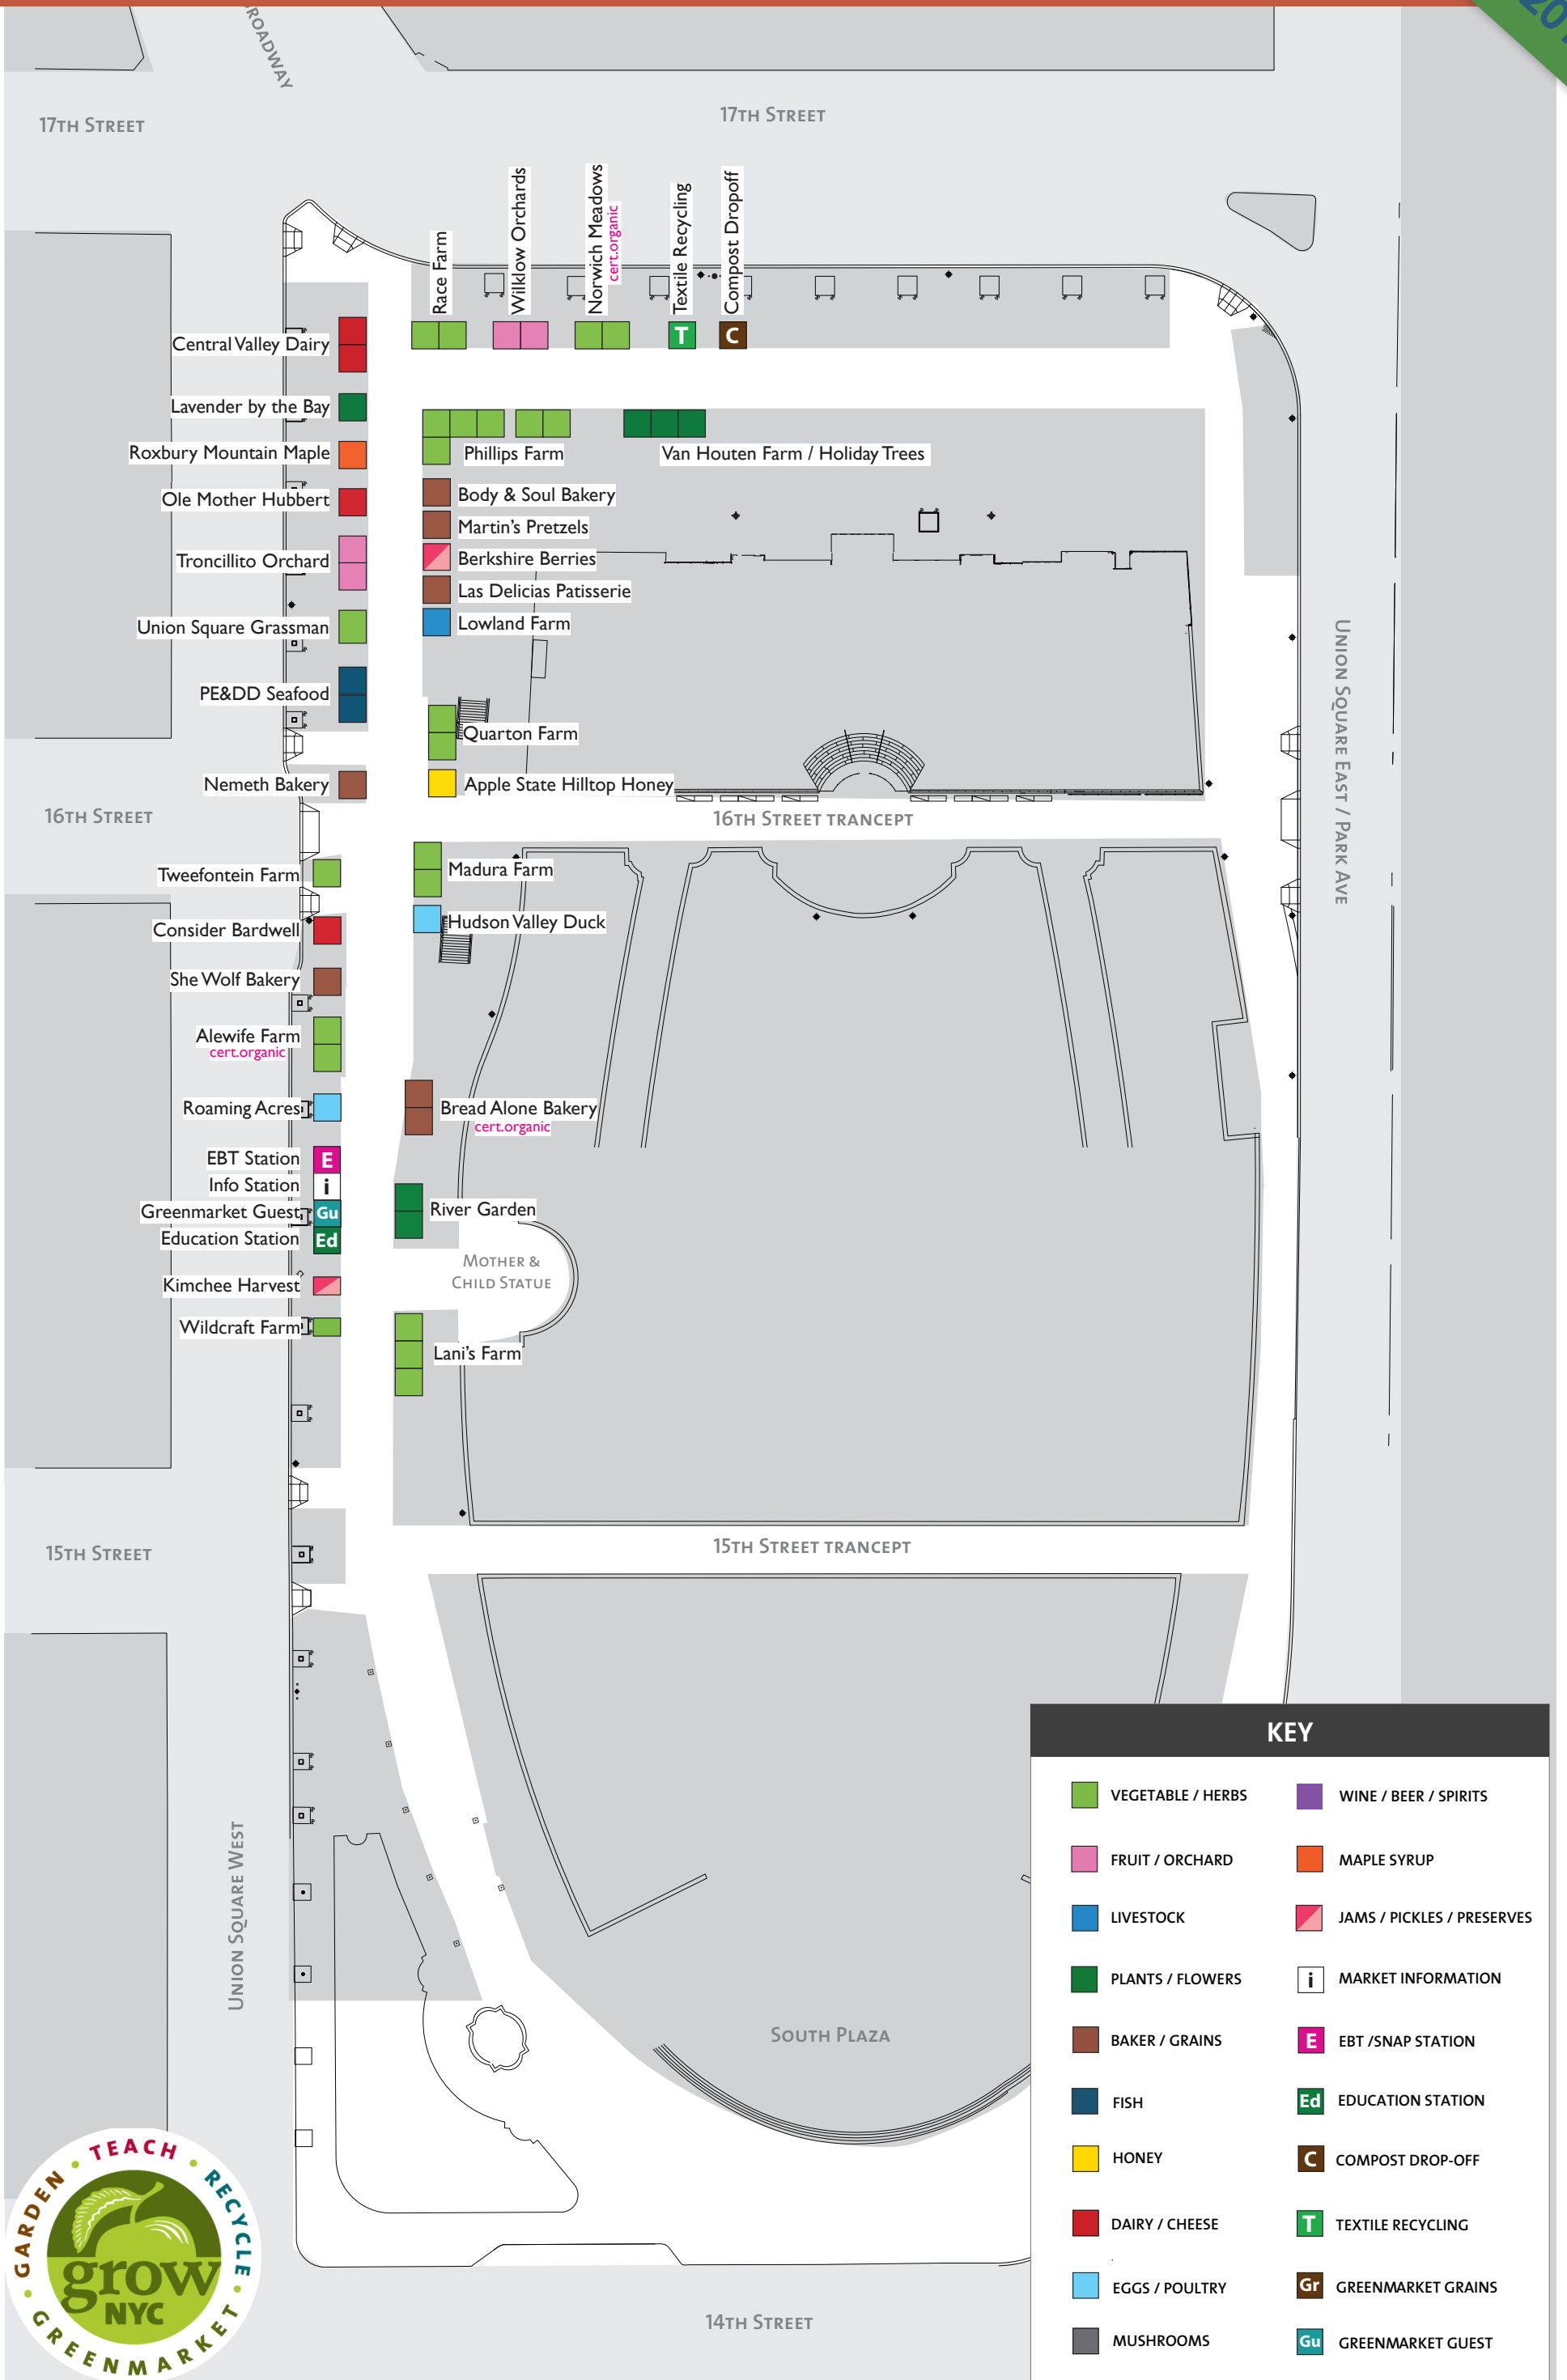 17th Street
17th Street
Race Farm
Wilklow Orchards
Norwich Meadows
cert.organic
Textile Recycling
Compost Dropoff
T
C
Central Valley Dairy
Lavender by the Bay
Roxbury Mountain Maple
Ole Mother Hubbert
Troncillito Orchard
Union Square Grassman
PE&DD Seafood
Nemeth Bakery
Phillips Farm
Van Houten Farm / Holiday Trees
Body & Soul Bakery
Martin's Pretzels
Berkshire Berries
Las Delicias Patisserie
Lowland Farm
Quarton Farm
Apple State Hilltop Honey
Union Square East / Park Ave
16th Street
16th Street trancept
Tweefontein Farm
Consider Bardwell
She Wolf Bakery
Alewife Farm
cert.organic
Roaming Acres
EBT Station
E
Info Station
i
Greenmarket Guest
Gu
Education Station
Ed
Kimchee Harvest
Wildcraft Farm
Madura Farm
Hudson Valley Duck
Bread Alone Bakery
cert.organic
River Garden
Mother &
Child Statue
Lani's Farm
15th Street
15th Street trancept
Union Square West
South Plaza
14th Street
KEY
VEGETABLE / HERBS
FRUIT / ORCHARD
LIVESTOCK
PLANTS / FLOWERS
BAKER / GRAINS
FISH
HONEY
DAIRY / CHEESE
EGGS / POULTRY
MUSHROOMS
WINE / BEER / SPIRITS
MAPLE SYRUP
JAMS / PICKLES / PRESERVES
i MARKET INFORMATION
E EBT /SNAP STATION
Ed EDUCATION STATION
C COMPOST DROP-OFF
T TEXTILE RECYCLING
Gr GREENMARKET GRAINS
Gu GREENMARKET GUEST
GARDEN • TEACH • RECYCLE • GREENMARKET •
grow
NYC